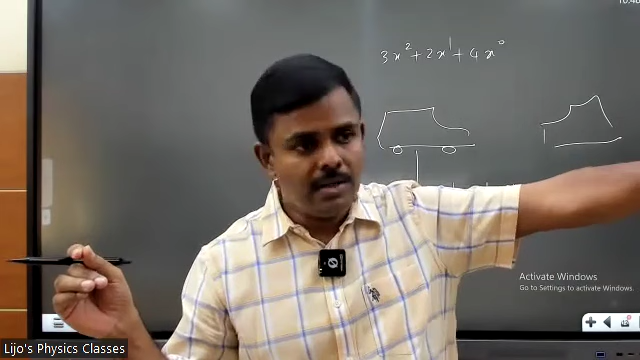 3x² + 2x¹ + 4x⁰
Activate Windows
Go to Settings to activate Windows.
Lijo's Physics Classes